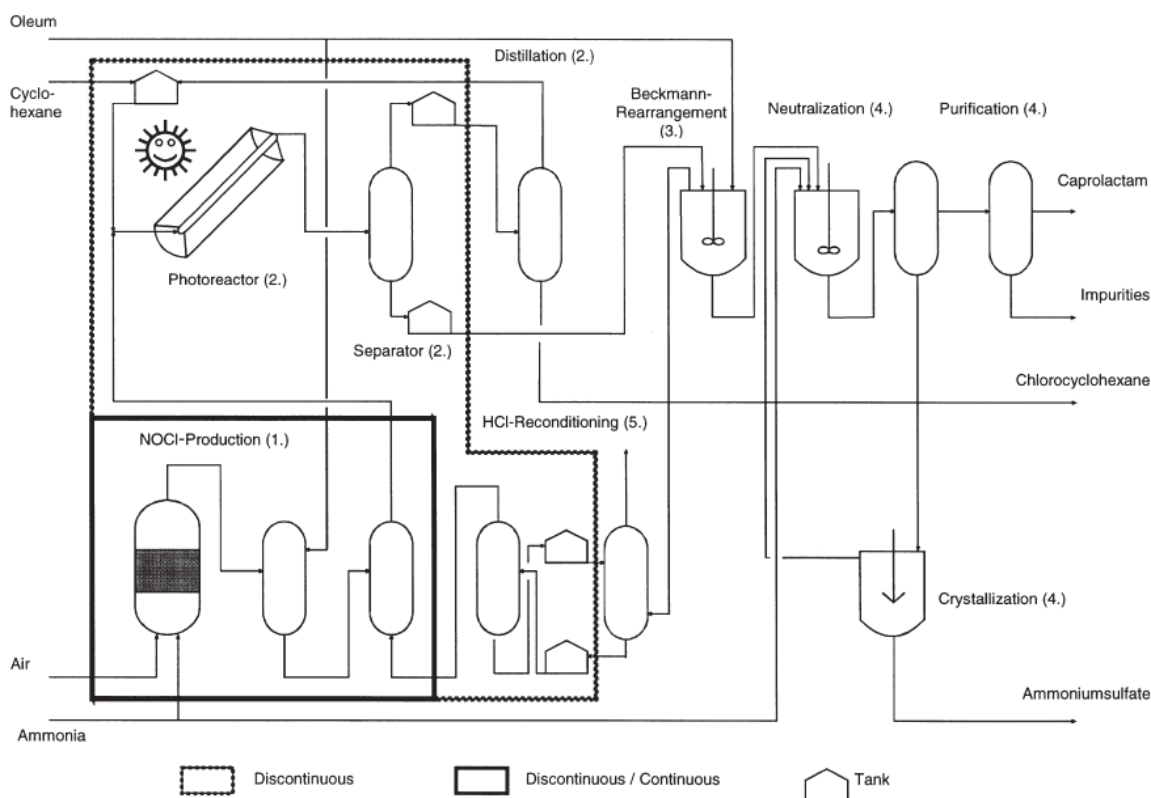 Oleum
Distillation (2.)
Cyclo-
hexane
Beckmann-
Rearrangement
(3.)
Neutralization (4.)
Purification (4.)
Caprolactam
Photoreactor (2.)
Impurities
Separator (2.)
Chlorocyclohexane
HCl-Reconditioning (5.)
NOCl-Production (1.)
Crystallization (4.)
Air
Ammoniumsulfate
Ammonia
Discontinuous
Discontinuous / Continuous
Tank